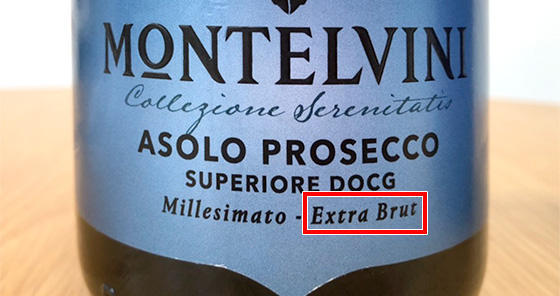 MONTELVINI
Collezione Serenitatis
ASOLO PROSECCO
SUPERIORE DOCG
Millesimato - Extra Brut